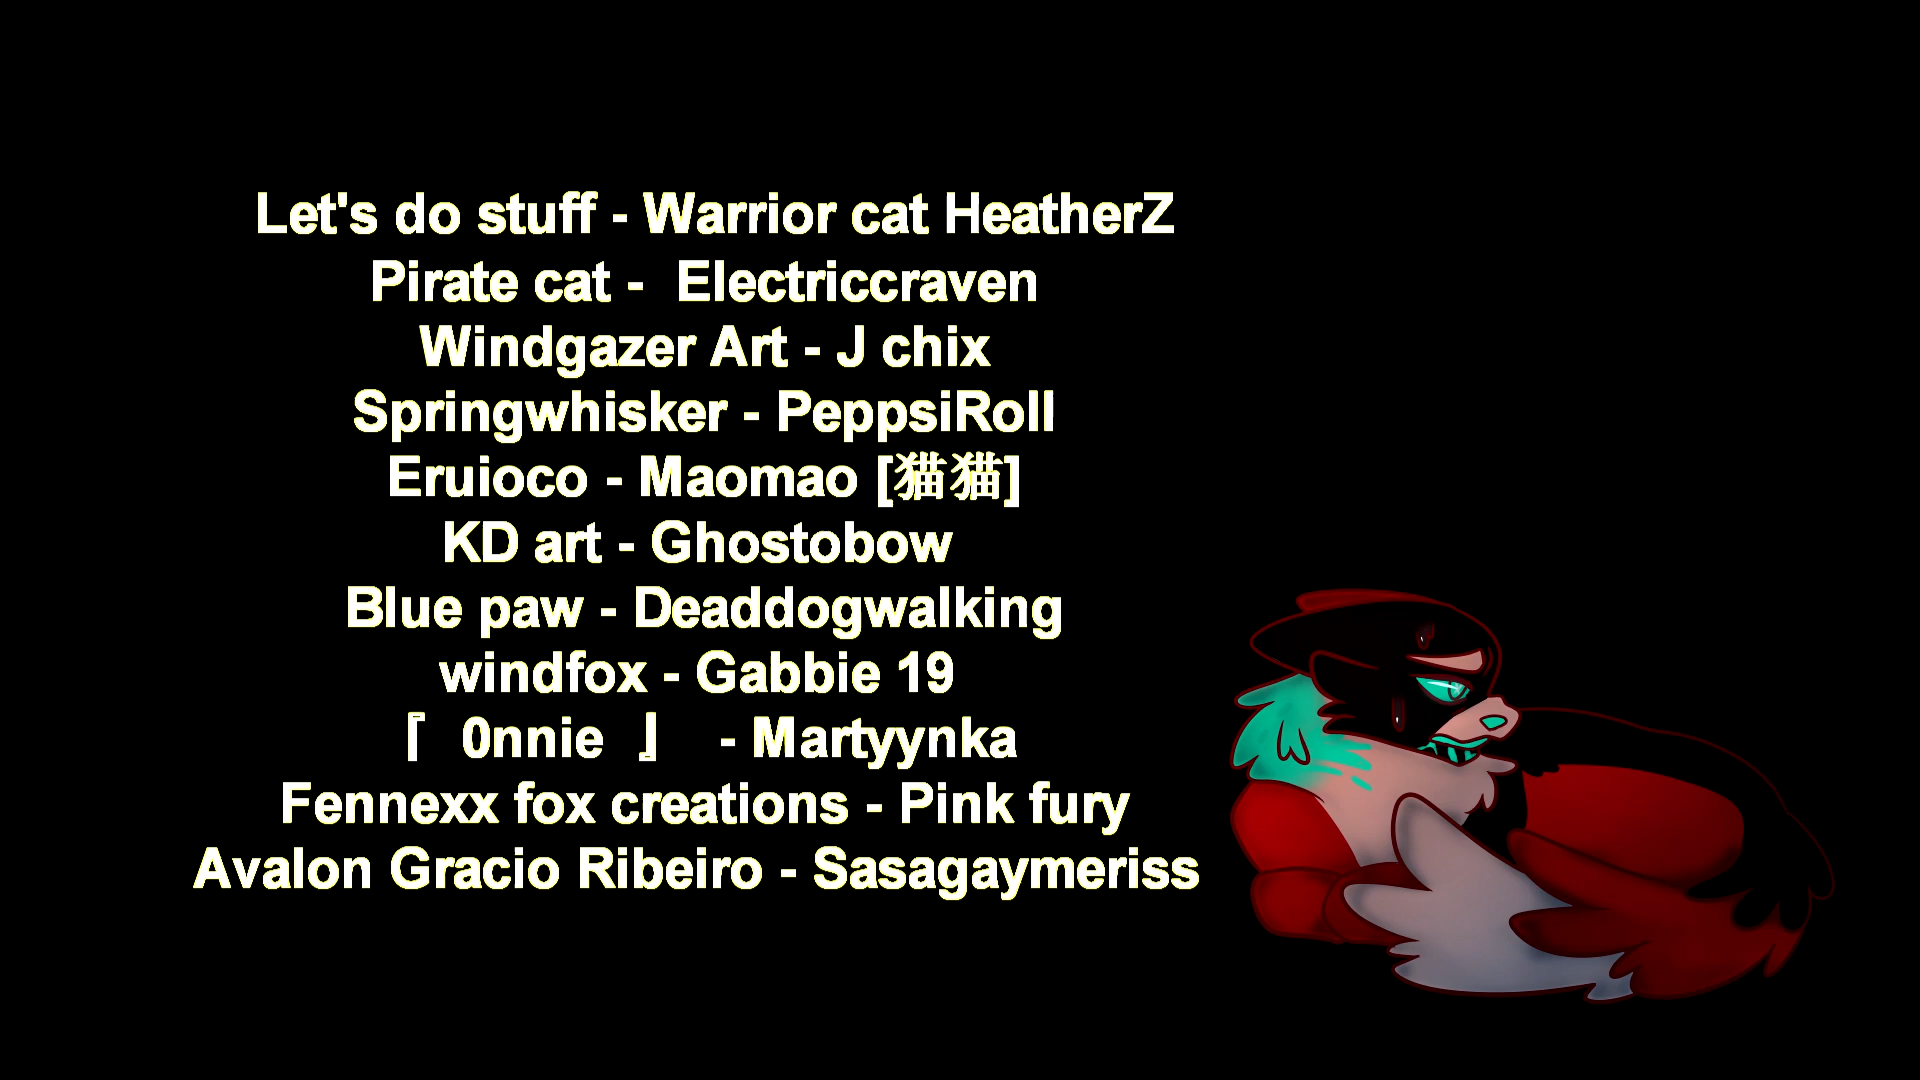 Let's do stuff - Warrior cat HeatherZ
Pirate cat -  Electriccraven
Windgazer Art - J chix
Springwhisker - PeppsiRoll
Eruioco - Maomao [猫猫]
KD art - Ghostobow
Blue paw - Deaddogwalking
windfox - Gabbie 19
『 0nnie 』 - Martyynka
Fennexx fox creations - Pink fury
Avalon Gracio Ribeiro - Sasagaymeriss